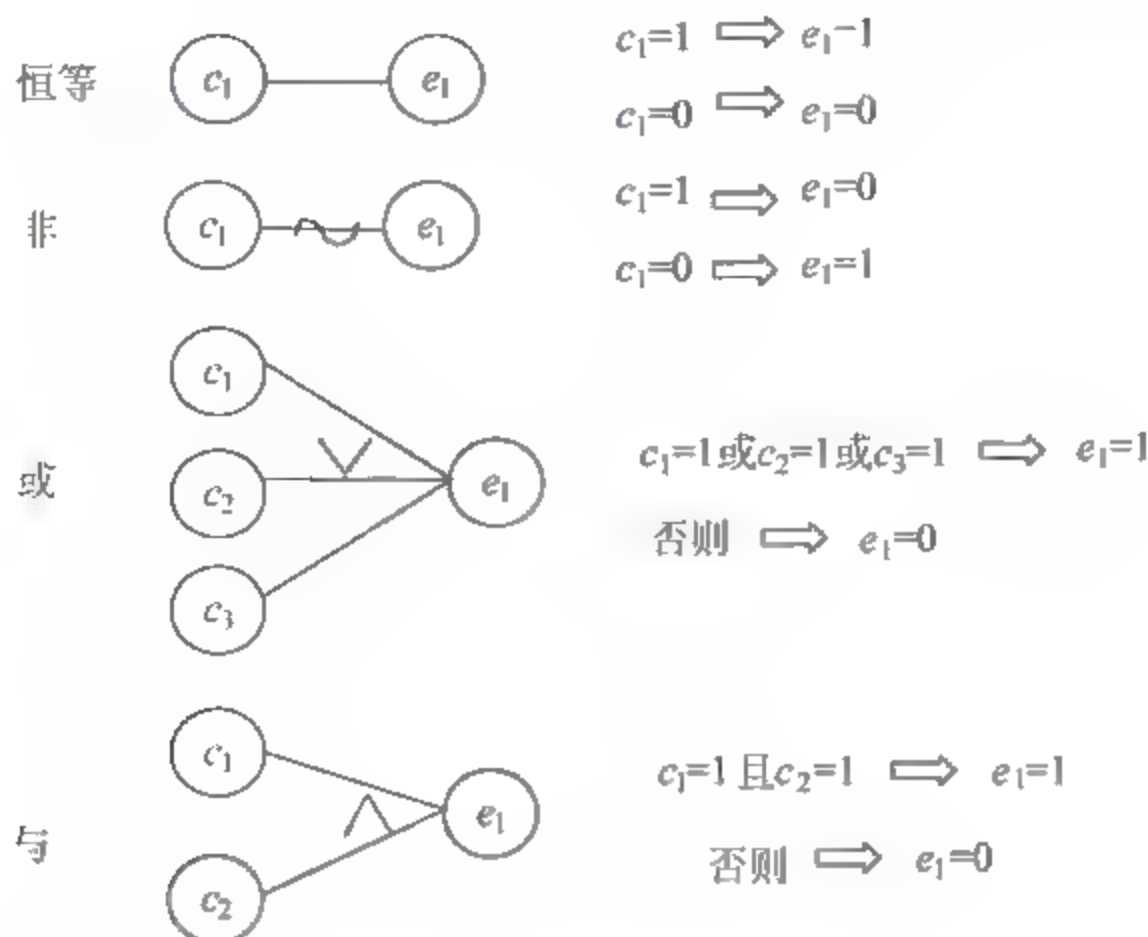 恒等 c₁ e₁ c₁=1 ⇨ e₁−1
c₁=0 ⇨ e₁=0
非 c₁ e₁ c₁=1 ⇨ e₁=0
c₁=0 ⇨ e₁=1
c₁
或 c₂ ∨ e₁ c₁=1或c₂=1或c₃=1 ⇨ e₁=1
否则 ⇨ e₁=0
c₃
c₁
与 ∧ e₁ c₁=1 且c₂=1 ⇨ e₁=1
否则 ⇨ e₁=0
c₂